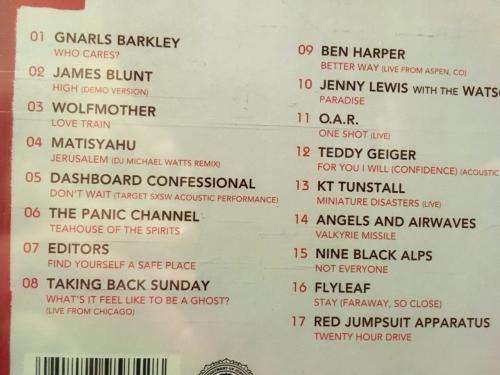 01 GNARLS BARKLEY
WHO CARES?
02 JAMES BLUNT
HIGH (DEMO VERSION)
03 WOLFMOTHER
LOVE TRAIN
04 MATISYAHU
JERUSALEM (DJ MICHAEL WATTS REMIX)
05 DASHBOARD CONFESSIONAL
DON'T WAIT (TARGET SXSW ACOUSTIC PERFORMANCE)
06 THE PANIC CHANNEL
TEAHOUSE OF THE SPIRITS
07 EDITORS
FIND YOURSELF A SAFE PLACE
08 TAKING BACK SUNDAY
WHAT'S IT FEEL LIKE TO BE A GHOST?
(LIVE FROM CHICAGO)
09 BEN HARPER
BETTER WAY (LIVE FROM ASPEN, CO)
10 JENNY LEWIS WITH THE WATS
PARADISE
11 O.A.R.
ONE SHOT (LIVE)
12 TEDDY GEIGER
FOR YOU I WILL (CONFIDENCE) (ACOUSTIC
13 KT TUNSTALL
MINIATURE DISASTERS (LIVE)
14 ANGELS AND AIRWAVES
VALKYRIE MISSILE
15 NINE BLACK ALPS
NOT EVERYONE
16 FLYLEAF
STAY (FARAWAY, SO CLOSE)
17 RED JUMPSUIT APPARATUS
TWENTY HOUR DRIVE